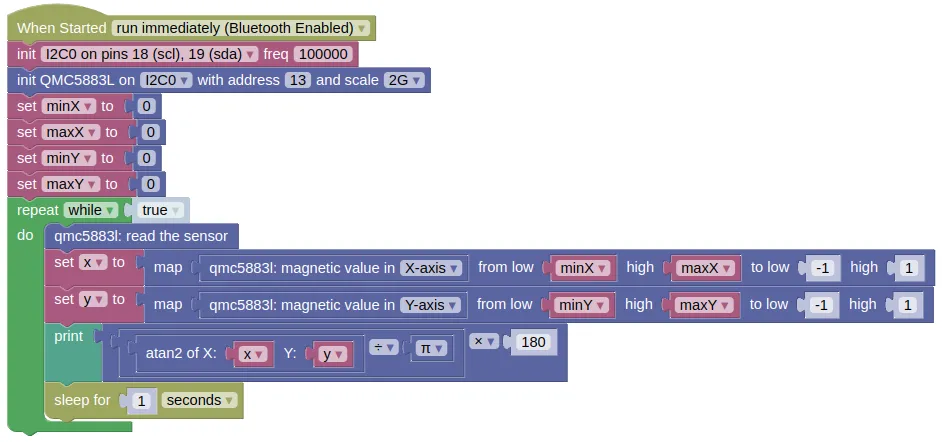 When Started run immediately (Bluetooth Enabled) ▾
init I2C0 on pins 18 (scl), 19 (sda) ▾ freq 100000
init QMC5883L on I2C0 ▾ with address 13 and scale 2G ▾
set minX ▾ to 0
set maxX ▾ to 0
set minY ▾ to 0
set maxY ▾ to 0
repeat while ▾ true ▾
do qmc5883l: read the sensor
set x ▾ to map qmc5883l: magnetic value in X-axis ▾ from low minX ▾ high maxX ▾ to low -1 high 1
set y ▾ to map qmc5883l: magnetic value in Y-axis ▾ from low minY ▾ high maxY ▾ to low -1 high 1
print atan2 of X: x ▾ Y: y ▾ ÷ ▾ π ▾ × ▾ 180
sleep for 1 seconds ▾